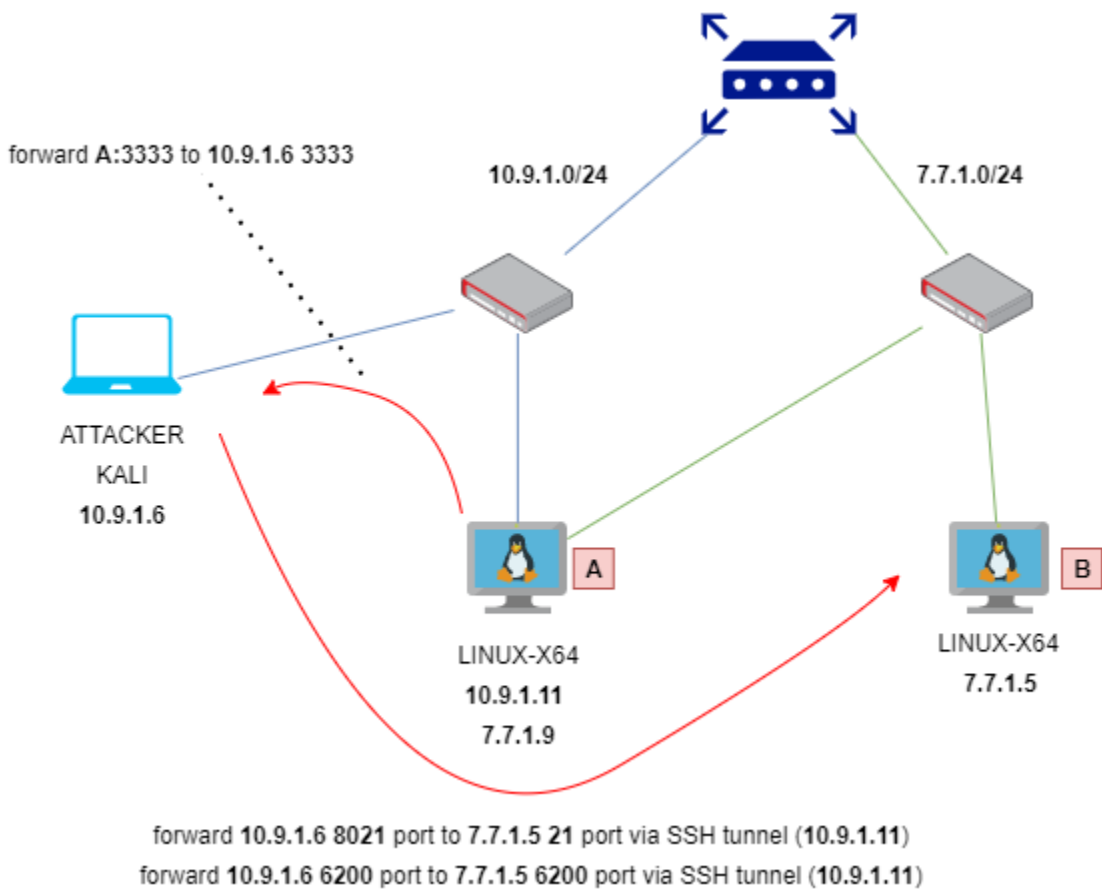 forward A:3333 to 10.9.1.6 3333
10.9.1.0/24
7.7.1.0/24
ATTACKER
KALI
10.9.1.6
A
LINUX-X64
10.9.1.11
7.7.1.9
B
LINUX-X64
7.7.1.5
forward 10.9.1.6 8021 port to 7.7.1.5 21 port via SSH tunnel (10.9.1.11)
forward 10.9.1.6 6200 port to 7.7.1.5 6200 port via SSH tunnel (10.9.1.11)